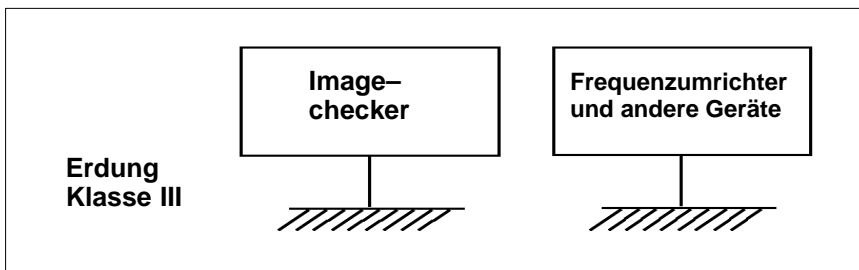 Image–
checker
Frequenzumrichter
und andere Geräte
Erdung
Klasse III